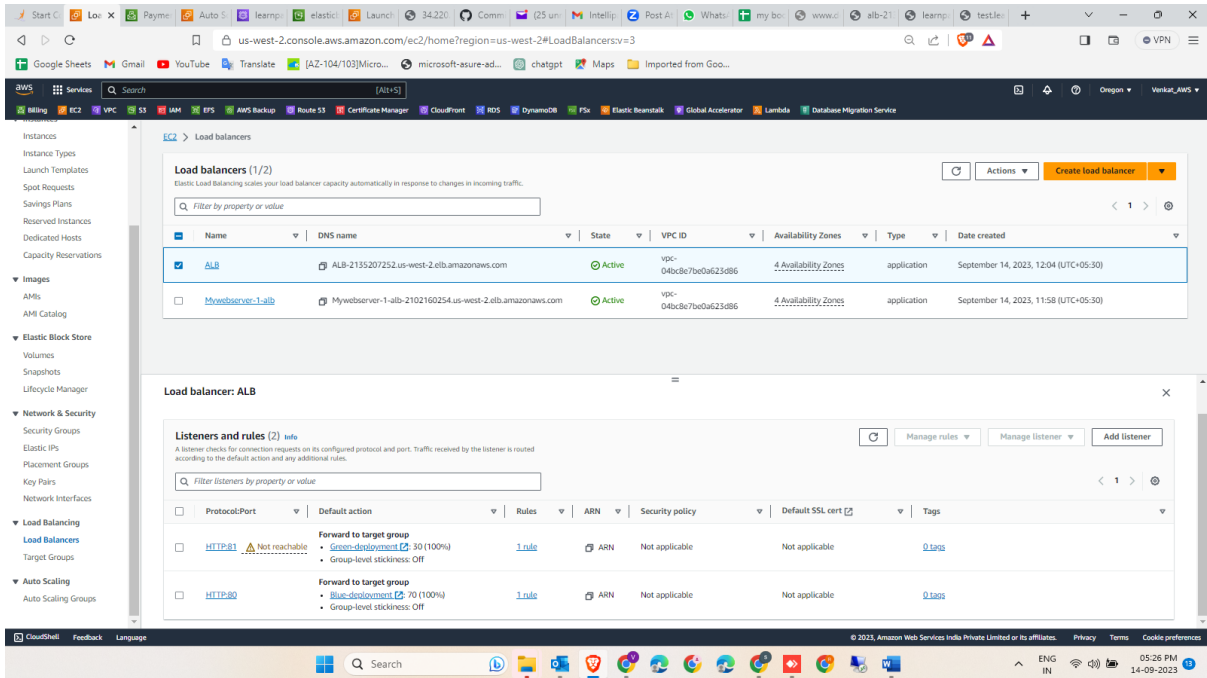 Loa
Payme
Auto S
learnpa
elastic
Launch
34.220
Comm
(25 un
Intellip
Post At
Whats
my bo
www.d
alb-21
learnp
test.lea
us-west-2.console.aws.amazon.com/ec2/home?region=us-west-2#LoadBalancers:v=3
VPN
Google Sheets Gmail YouTube Translate [AZ-104/103]Micro... microsoft-asure-ad... chatgpt Maps Imported from Goo...
aws Services Search [Alt+S] Oregon Venkat_AWS
Billing EC2 VPC S3 IAM EFS AWS Backup Route 53 Certificate Manager CloudFront RDS DynamoDB FSx Elastic Beanstalk Global Accelerator Lambda Database Migration Service
Instances
Instances
Instance Types
Launch Templates
Spot Requests
Savings Plans
Reserved Instances
Dedicated Hosts
Capacity Reservations
Images
AMIs
AMI Catalog
Elastic Block Store
Volumes
Snapshots
Lifecycle Manager
Network & Security
Security Groups
Elastic IPs
Placement Groups
Key Pairs
Network Interfaces
Load Balancing
Load Balancers
Target Groups
Auto Scaling
Auto Scaling Groups
EC2 > Load balancers
Load balancers (1/2)
Elastic Load Balancing scales your load balancer capacity automatically in response to changes in incoming traffic.
Actions Create load balancer
Filter by property or value
1
Name DNS name State VPC ID Availability Zones Type Date created
ALB ALB-2135207252.us-west-2.elb.amazonaws.com Active vpc-04bc8e7be0a623d86 4 Availability Zones application September 14, 2023, 12:04 (UTC+05:30)
Mywebserver-1-alb Mywebserver-1-alb-2102160254.us-west-2.elb.amazonaws.com Active vpc-04bc8e7be0a623d86 4 Availability Zones application September 14, 2023, 11:58 (UTC+05:30)
Load balancer: ALB
Listeners and rules (2) Info
A listener checks for connection requests on its configured protocol and port. Traffic received by the listener is routed
according to the default action and any additional rules.
Manage rules Manage listener Add listener
Filter listeners by property or value
1
Protocol:Port Default action Rules ARN Security policy Default SSL cert Tags
HTTP:81 Not reachable Forward to target group
• Green-deployment: 30 (100%) 1 rule ARN Not applicable Not applicable 0 tags
• Group-level stickiness: Off
Forward to target group
HTTP:80 • Blue-deployment: 70 (100%) 1 rule ARN Not applicable Not applicable 0 tags
• Group-level stickiness: Off
CloudShell Feedback Language © 2023, Amazon Web Services India Private Limited or its affiliates. Privacy Terms Cookie preferences
Search
ENG
IN
05:26 PM
14-09-2023
13